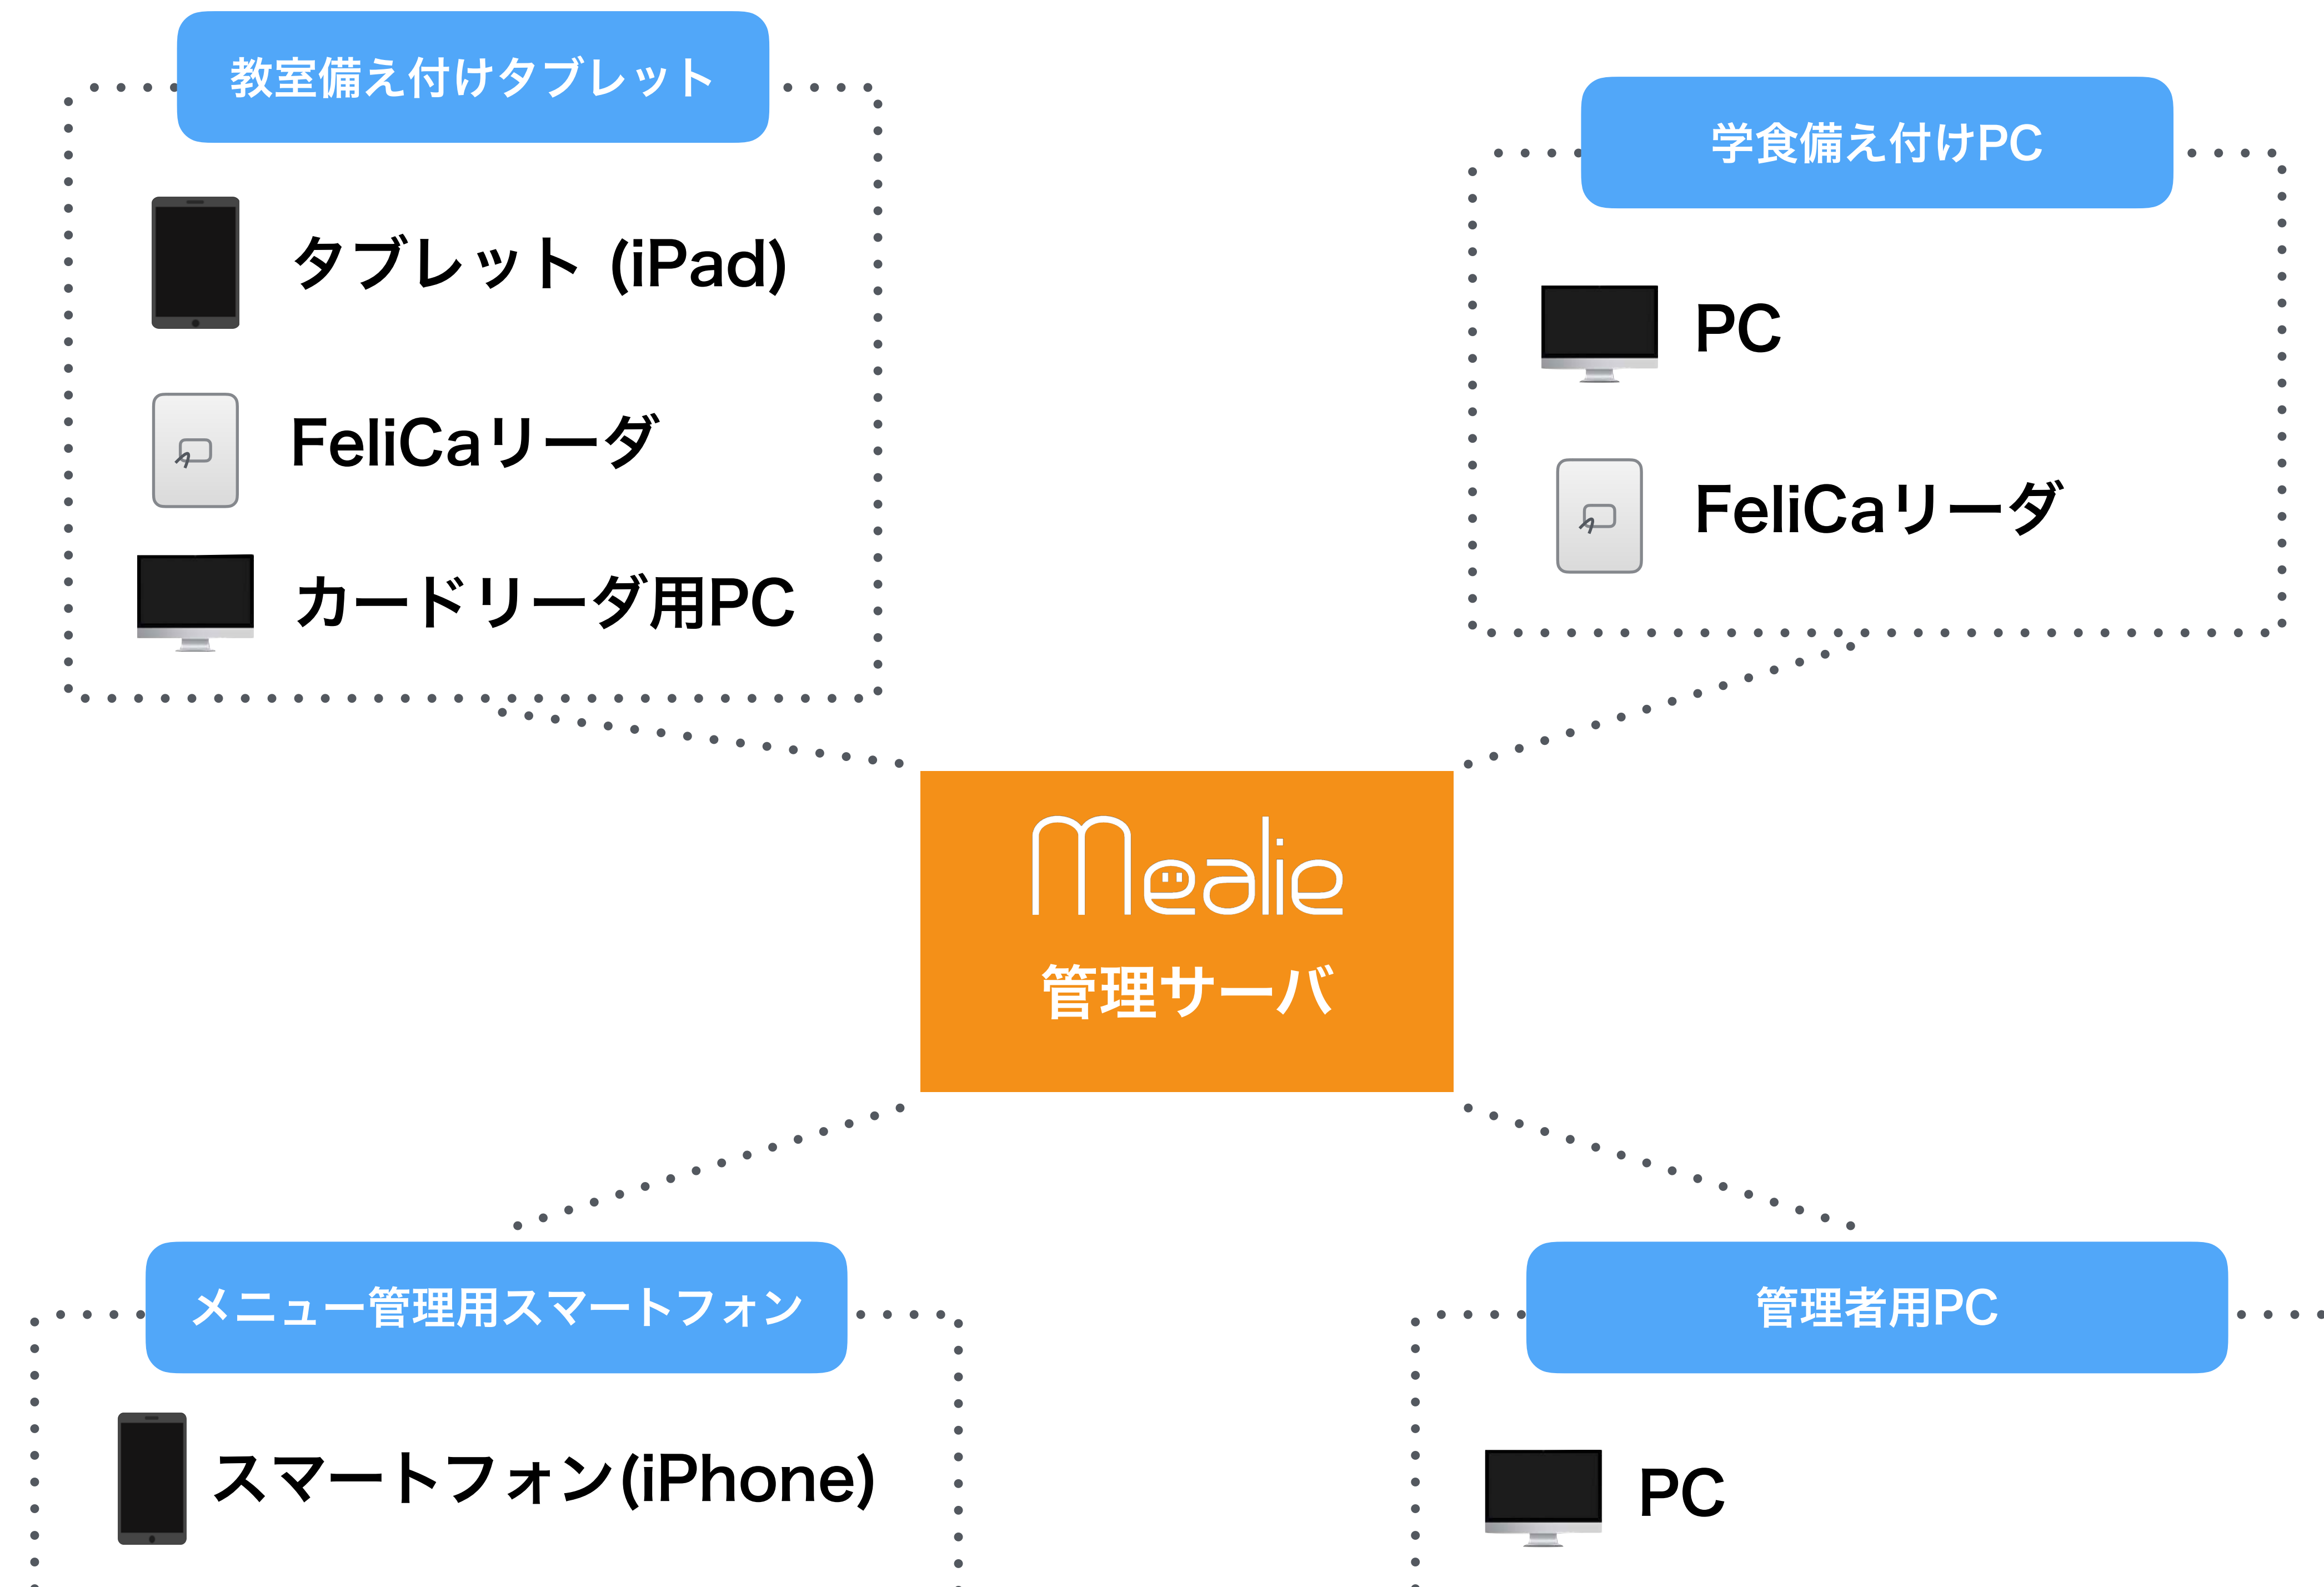 教室備え付けタブレット
タブレット (iPad)
FeliCaリーダ
カードリーダ用PC
学食備え付けPC
PC
FeliCaリーダ
Mealie
管理サーバ
メニュー管理用スマートフォン
スマートフォン(iPhone)
管理者用PC
PC